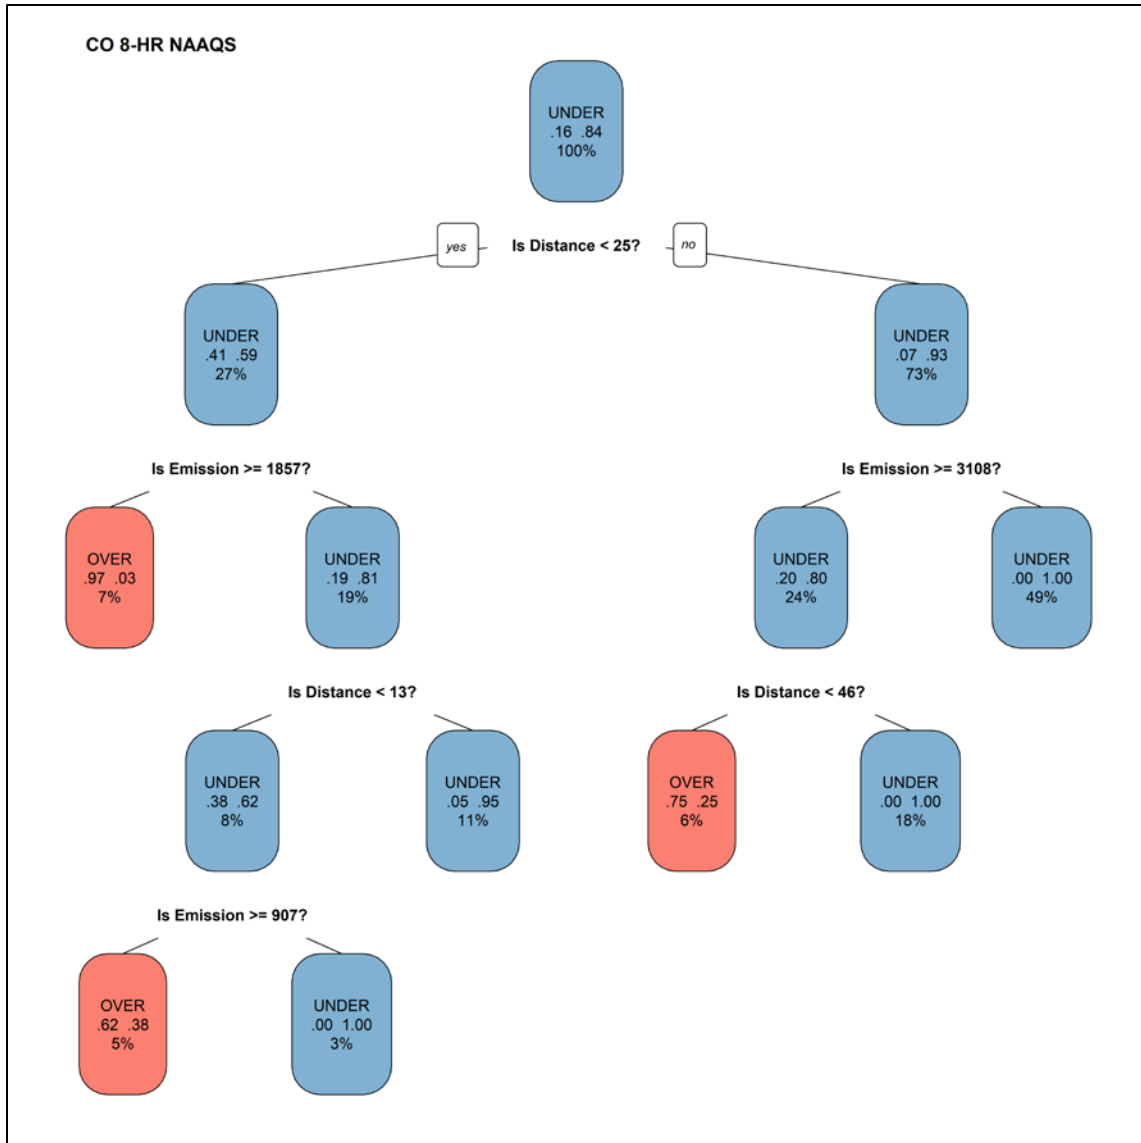 CO 8-HR NAAQS
UNDER
.16 .84
100%
yes
Is Distance < 25?
no
UNDER
.41 .59
27%
UNDER
.07 .93
73%
Is Emission >= 1857?
Is Emission >= 3108?
OVER
.97 .03
7%
UNDER
.19 .81
19%
UNDER
.20 .80
24%
UNDER
.00 1.00
49%
Is Distance < 13?
Is Distance < 46?
UNDER
.38 .62
8%
UNDER
.05 .95
11%
OVER
.75 .25
6%
UNDER
.00 1.00
18%
Is Emission >= 907?
OVER
.62 .38
5%
UNDER
.00 1.00
3%